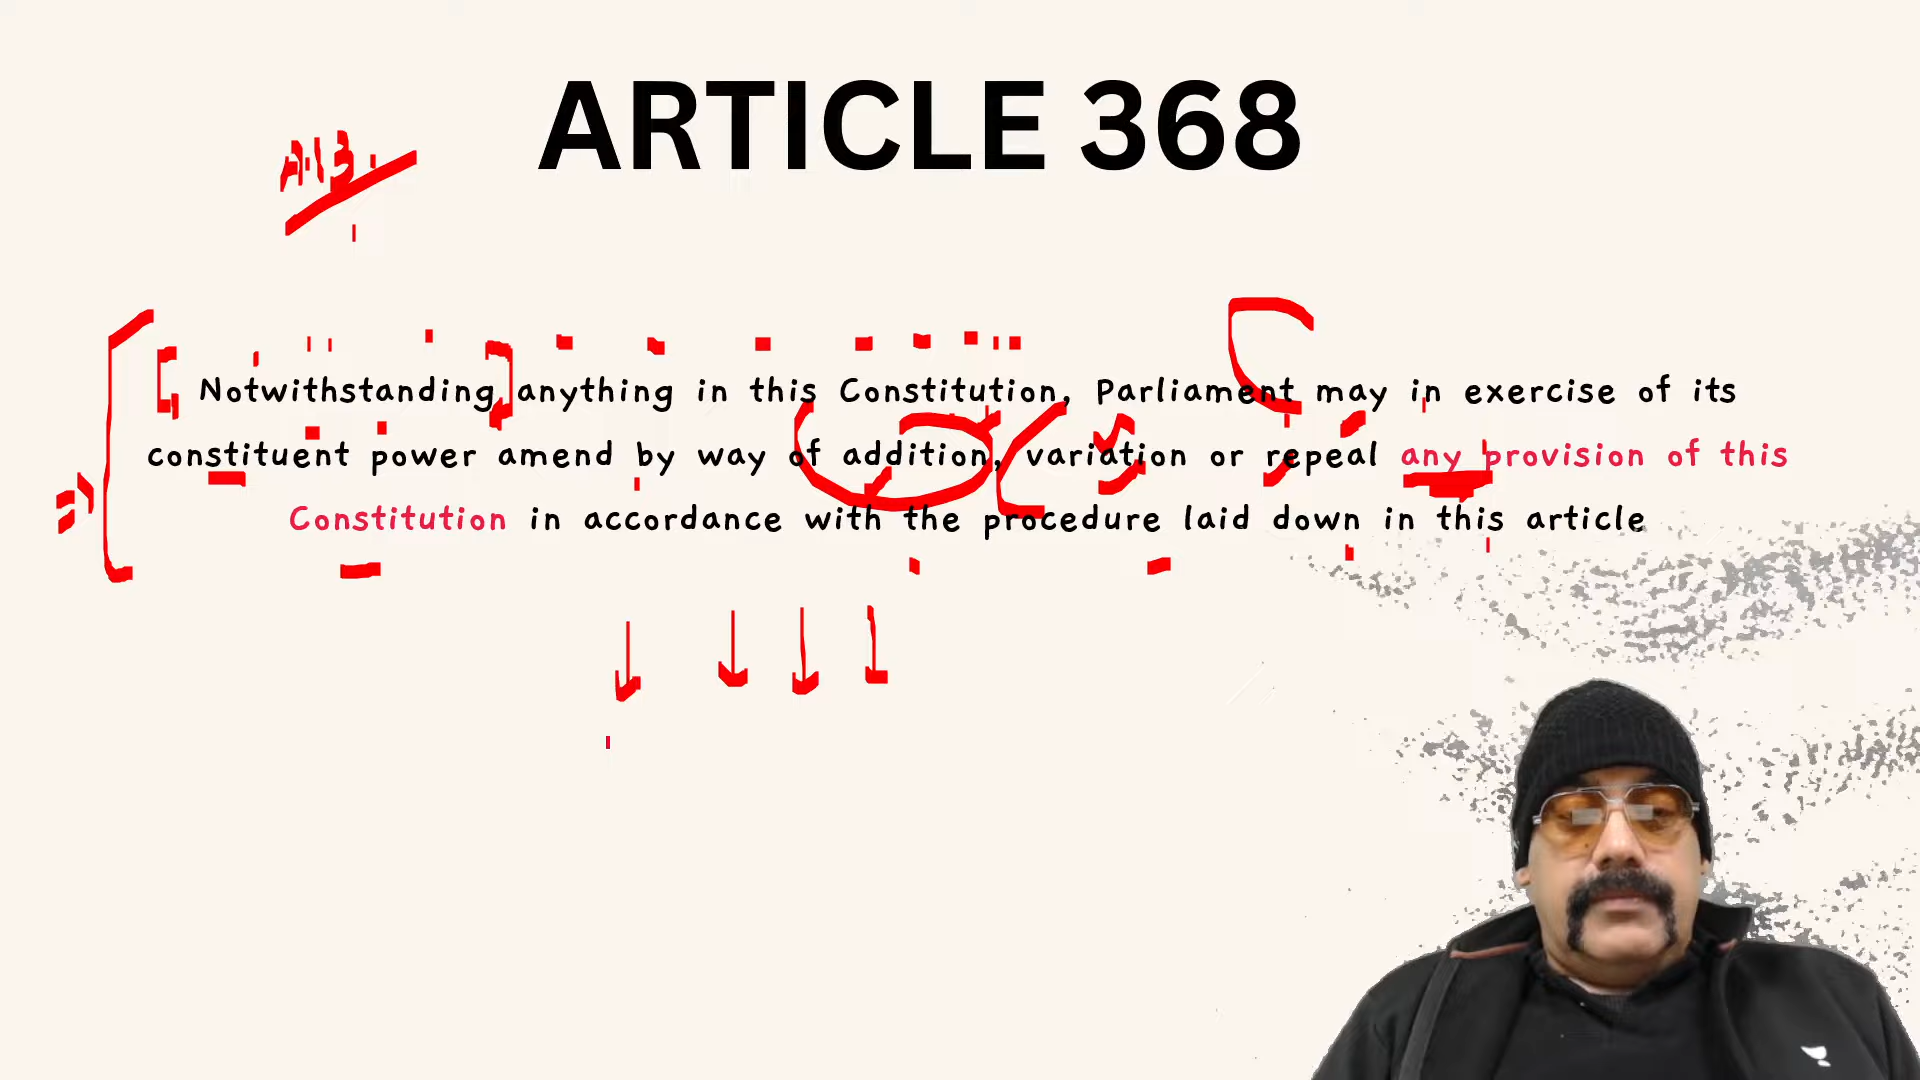 ARTICLE 368
A-13
Notwithstanding anything in this Constitution, Parliament may in exercise of its
constituent power amend by way of addition, variation or repeal any provision of this
Constitution in accordance with the procedure laid down in this article